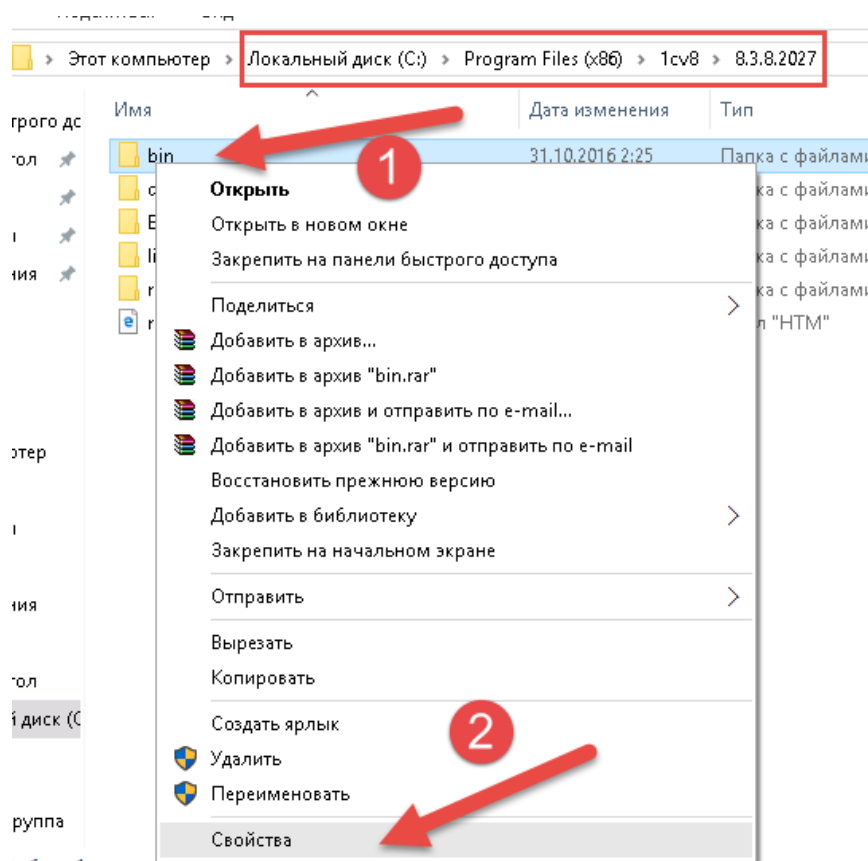 Этот компьютер > Локальный диск (C:) > Program Files (x86) > 1cv8 > 8.3.8.2027
Имя Дата изменения Тип
bin 31.10.2016 2:25 Папка с файлами
1
Открыть
Открыть в новом окне
Закрепить на панели быстрого доступа
Поделиться
Добавить в архив...
л "HTM"
Добавить в архив "bin.rar"
Добавить в архив и отправить по e-mail...
Добавить в архив "bin.rar" и отправить по e-mail
Восстановить прежнюю версию
Добавить в библиотеку
Закрепить на начальном экране
Отправить
Вырезать
Копировать
й диск (C
Создать ярлык
2
Удалить
Переименовать
руппа
Свойства